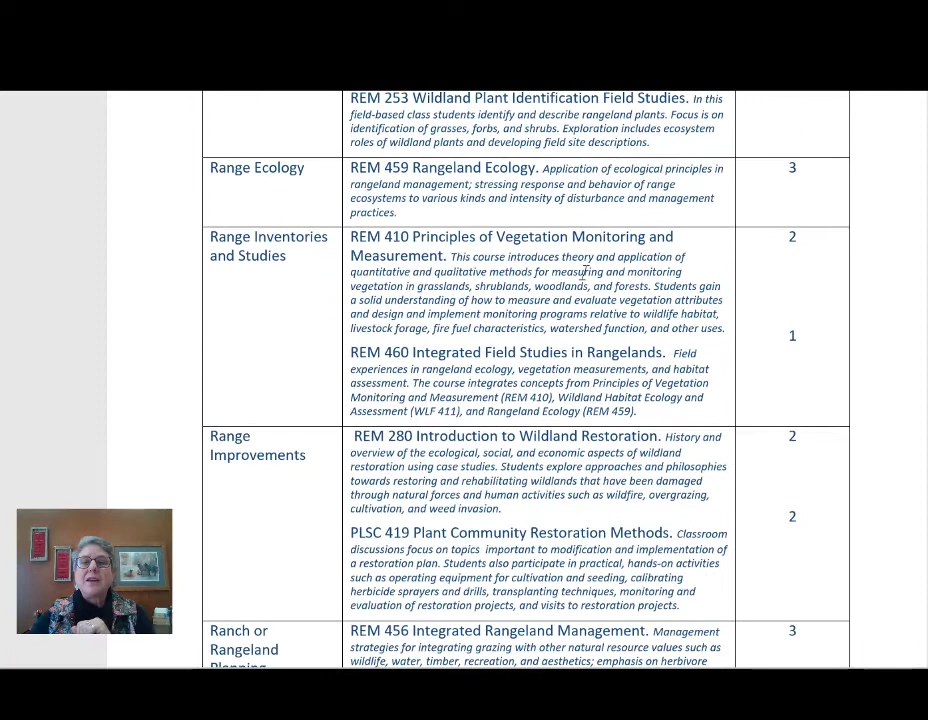 REM 253 Wildland Plant Identification Field Studies. In this
field-based class students identify and describe rangeland plants. Focus is on
identification of grasses, forbs, and shrubs. Exploration includes ecosystem
roles of wildland plants and developing field site descriptions.
Range Ecology
REM 459 Rangeland Ecology. Application of ecological principles in
rangeland management; stressing response and behavior of range
ecosystems to various kinds and intensity of disturbance and management
practices.
3
Range Inventories
and Studies
REM 410 Principles of Vegetation Monitoring and
Measurement. This course introduces theory and application of
quantitative and qualitative methods for measuring and monitoring
vegetation in grasslands, shrublands, woodlands, and forests. Students gain
a solid understanding of how to measure and evaluate vegetation attributes
and design and implement monitoring programs relative to wildlife habitat,
livestock forage, fire fuel characteristics, watershed function, and other uses.
2
REM 460 Integrated Field Studies in Rangelands. Field
experiences in rangeland ecology, vegetation measurements, and habitat
assessment. The course integrates concepts from Principles of Vegetation
Monitoring and Measurement (REM 410), Wildland Habitat Ecology and
Assessment (WLF 411), and Rangeland Ecology (REM 459).
1
Range
Improvements
REM 280 Introduction to Wildland Restoration. History and
overview of the ecological, social, and economic aspects of wildland
restoration using case studies. Students explore approaches and philosophies
towards restoring and rehabilitating wildlands that have been damaged
through natural forces and human activities such as wildfire, overgrazing,
cultivation, and weed invasion.
2
PLSC 419 Plant Community Restoration Methods. Classroom
discussions focus on topics important to modification and implementation of
a restoration plan. Students also participate in practical, hands-on activities
such as operating equipment for cultivation and seeding, calibrating
herbicide sprayers and drills, transplanting techniques, monitoring and
evaluation of restoration projects, and visits to restoration projects.
2
Ranch or
Rangeland
Planning
REM 456 Integrated Rangeland Management. Management
strategies for integrating grazing with other natural resource values such as
wildlife, water, timber, recreation, and aesthetics; emphasis on herbivore
3